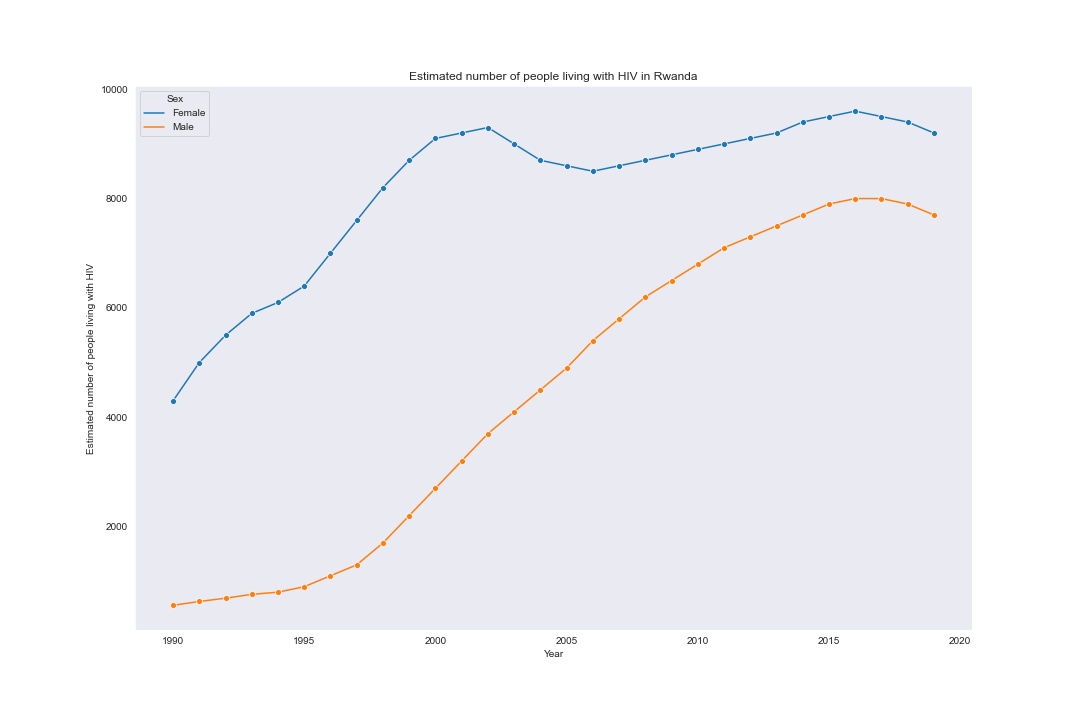 Estimated number of people living with HIV in Rwanda
Sex
Female
Male
Estimated number of people living with HIV
10000
8000
6000
4000
2000
1990 1995 2000 2005 2010 2015 2020
Year